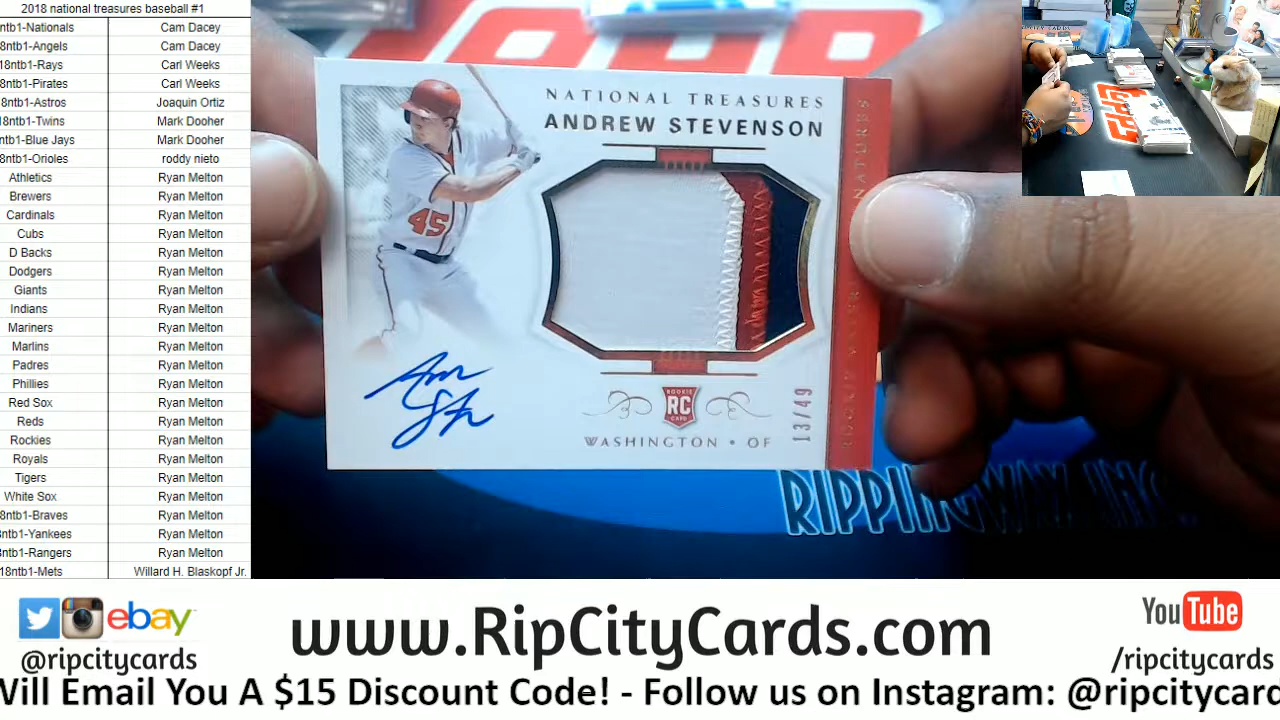 2018 national treasures baseball #1
ntb1-Nationals Cam Dacey
8ntb1-Angels Cam Dacey
18ntb1-Rays Carl Weeks
8ntb1-Pirates Carl Weeks
8ntb1-Astros Joaquin Ortiz
18ntb1-Twins Mark Dooher
ntb1-Blue Jays Mark Dooher
8ntb1-Orioles roddy nieto
Athletics Ryan Melton
Brewers Ryan Melton
Cardinals Ryan Melton
Cubs Ryan Melton
D Backs Ryan Melton
Dodgers Ryan Melton
Giants Ryan Melton
Indians Ryan Melton
Mariners Ryan Melton
Marlins Ryan Melton
Padres Ryan Melton
Phillies Ryan Melton
Red Sox Ryan Melton
Reds Ryan Melton
Rockies Ryan Melton
Royals Ryan Melton
Tigers Ryan Melton
White Sox Ryan Melton
8ntb1-Braves Ryan Melton
ntb1-Yankees Ryan Melton
ntb1-Rangers Ryan Melton
18ntb1-Mets Willard H. Blaskopf Jr.
NATIONAL TREASURES
ANDREW STEVENSON
45
ROOKIE
RC
CARD
WASHINGTON • OF
13/49
NATURES
RIPPIN
ebay
@ripcitycards
www.RipCityCards.com
YouTube
/ripcitycards
Will Email You A $15 Discount Code! - Follow us on Instagram: @ripcitycard